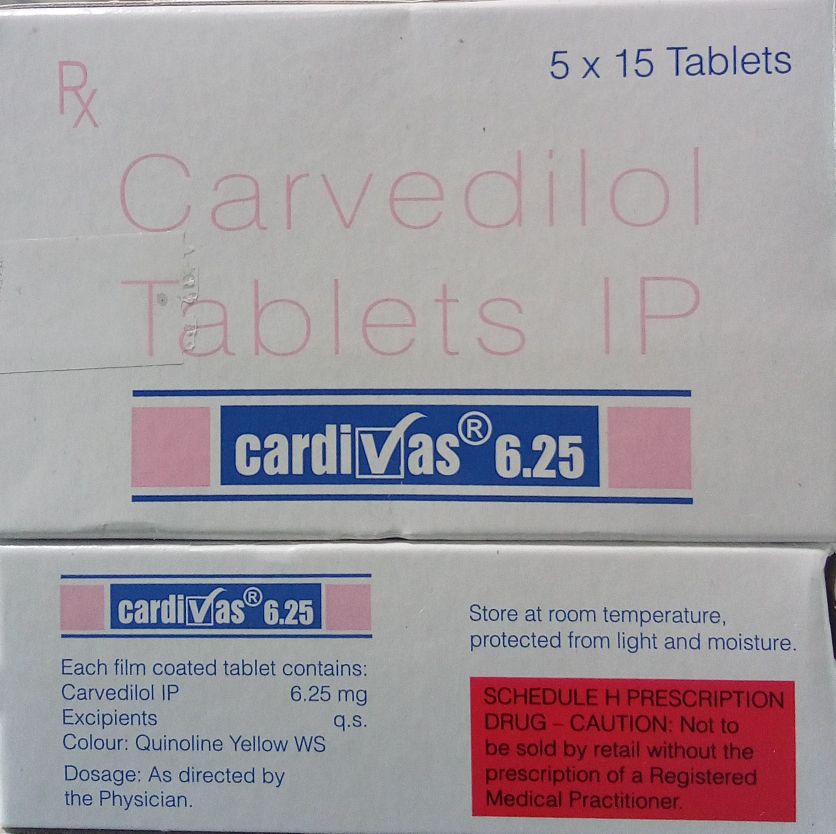 Rx
5 x 15 Tablets
Carvedilol
Tablets IP
cardivas® 6.25
cardivas® 6.25
Each film coated tablet contains:
Carvedilol IP 6.25 mg
Excipients q.s.
Colour: Quinoline Yellow WS
Dosage: As directed by
the Physician.
Store at room temperature,
protected from light and moisture.
SCHEDULE H PRESCRIPTION
DRUG – CAUTION: Not to
be sold by retail without the
prescription of a Registered
Medical Practitioner.